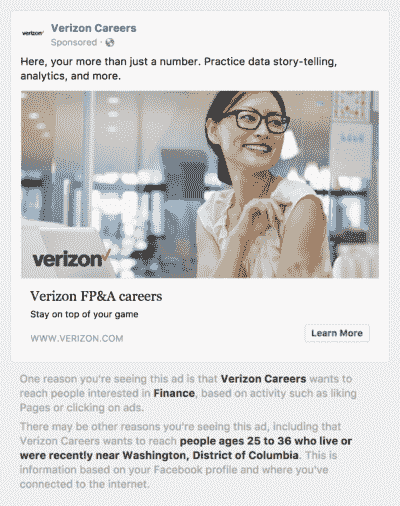 verizon✓
Verizon Careers
Sponsored ·
Here, your more than just a number. Practice data story-telling,
analytics, and more.
verizon✓
Verizon FP&A careers
Stay on top of your game
WWW.VERIZON.COM
Learn More
One reason you're seeing this ad is that Verizon Careers wants to
reach people interested in Finance, based on activity such as liking
Pages or clicking on ads.
There may be other reasons you're seeing this ad, including that
Verizon Careers wants to reach people ages 25 to 36 who live or
were recently near Washington, District of Columbia. This is
information based on your Facebook profile and where you've
connected to the internet.